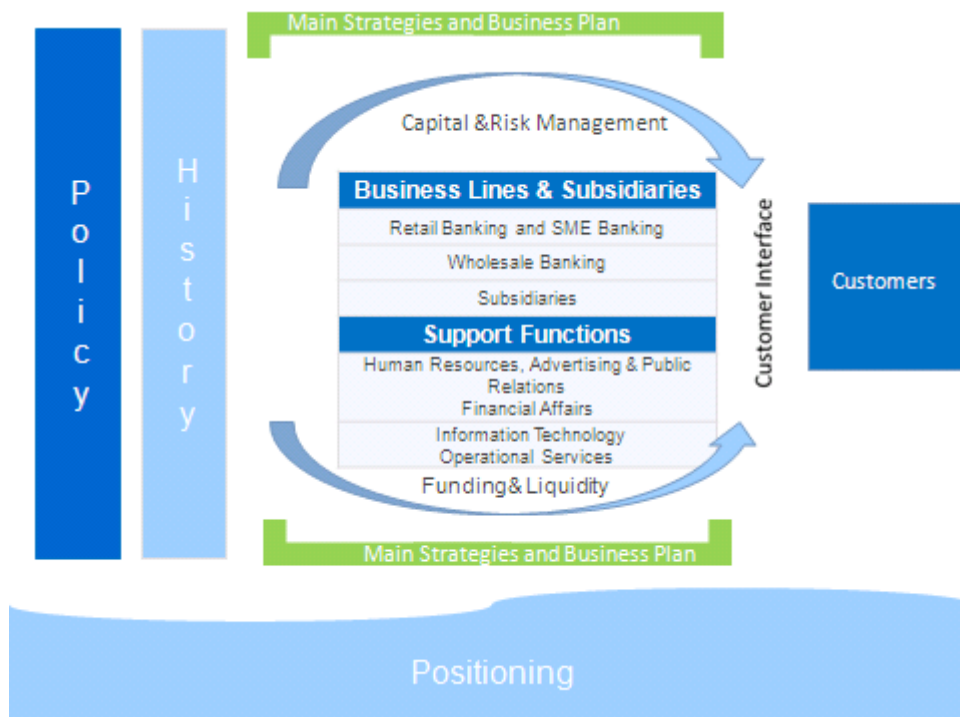 Main Strategies and Business Plan
Policy
History
Capital &Risk Management
Business Lines & Subsidiaries
Retail Banking and SME Banking
Wholesale Banking
Subsidiaries
Support Functions
Human Resources, Advertising & Public
Relations
Financial Affairs
Information Technology
Operational Services
Funding& Liquidity
Customer Interface
Customers
Main Strategies and Business Plan
Positioning